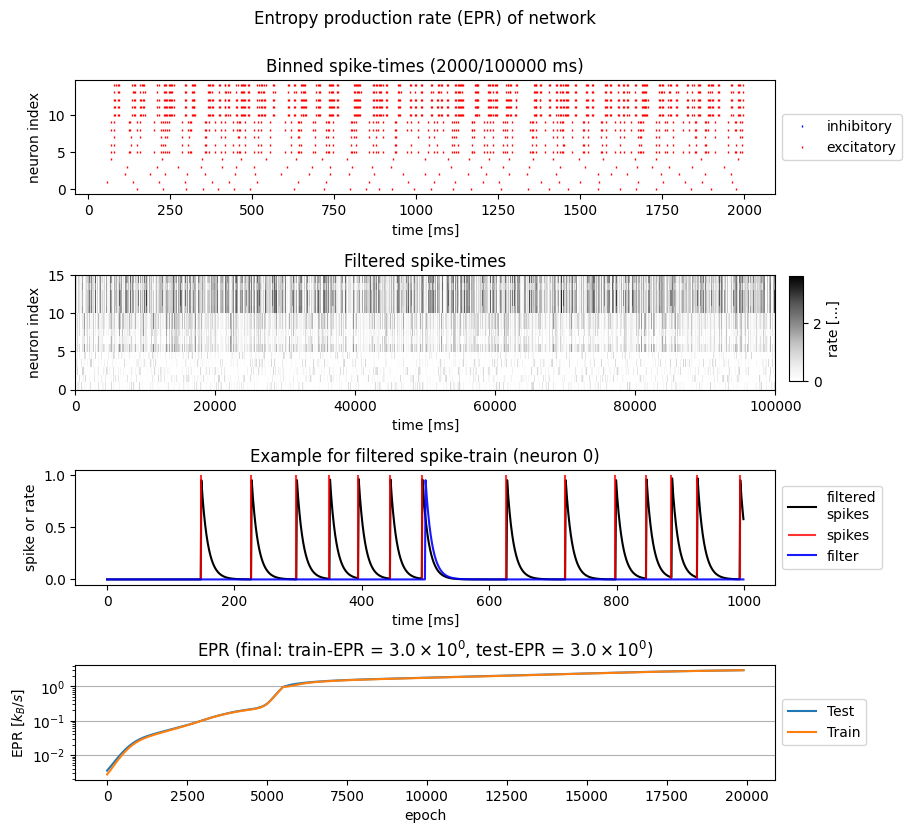 Entropy production rate (EPR) of network
Binned spike-times (2000/100000 ms)
neuron index
10
5
0
0 250 500 750 1000 1250 1500 1750 2000
time [ms]
inhibitory
excitatory
Filtered spike-times
neuron index
15
10
5
0
0 20000 40000 60000 80000 100000
time [ms]
2
0
rate [...]
Example for filtered spike-train (neuron 0)
spike or rate
1.0
0.5
0.0
0 200 400 600 800 1000
time [ms]
filtered
spikes
spikes
filter
EPR (final: train-EPR = 3.0 × 10⁰, test-EPR = 3.0 × 10⁰)
EPR [k_B/s]
10⁰
10⁻¹
10⁻²
0 2500 5000 7500 10000 12500 15000 17500 20000
epoch
Test
Train